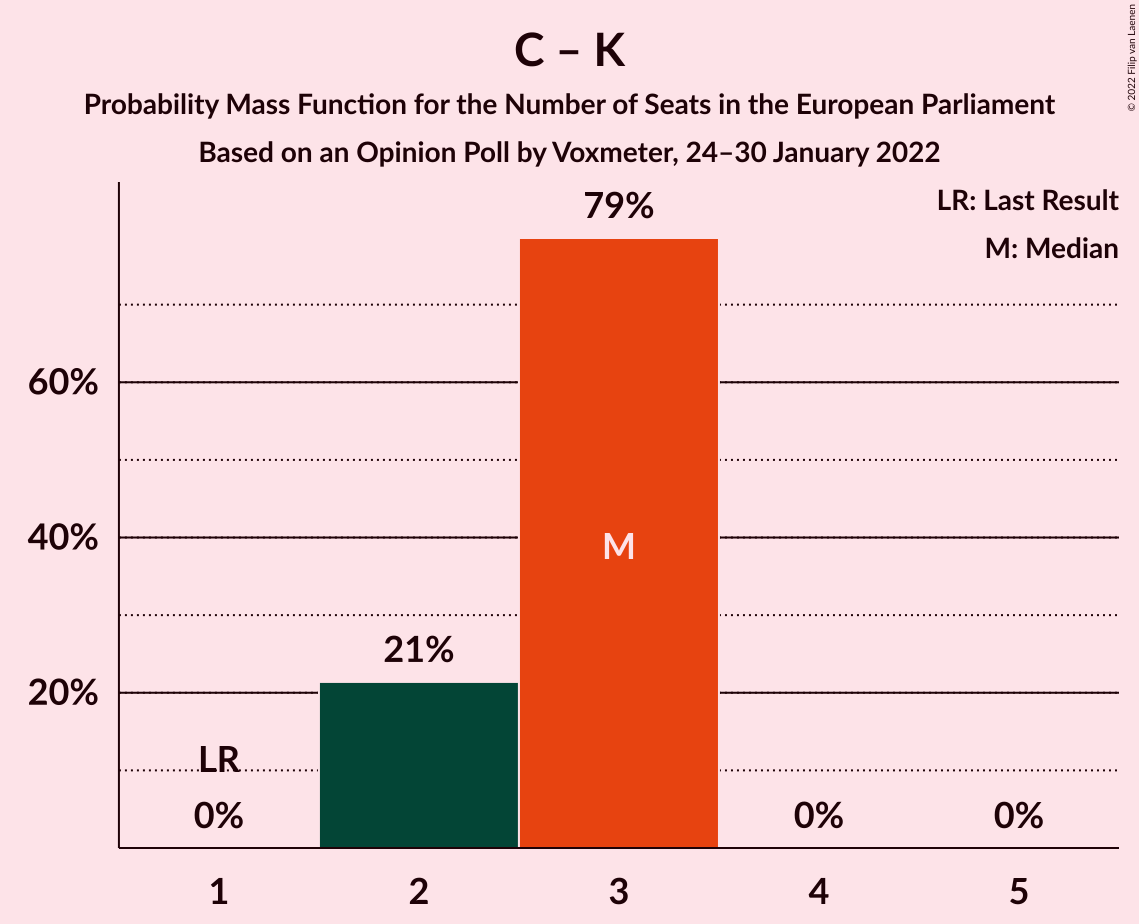 C – K
Probability Mass Function for the Number of Seats in the European Parliament
Based on an Opinion Poll by Voxmeter, 24–30 January 2022
© 2022 Filip van Laenen
LR: Last Result
M: Median
79%
60%
40%
M
21%
20%
LR
0%
0%
0%
1
2
3
4
5